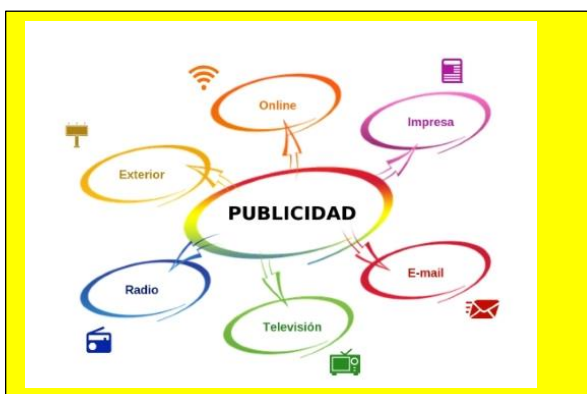 Online
Impresa
Exterior
PUBLICIDAD
E-mail
Radio
Televisión